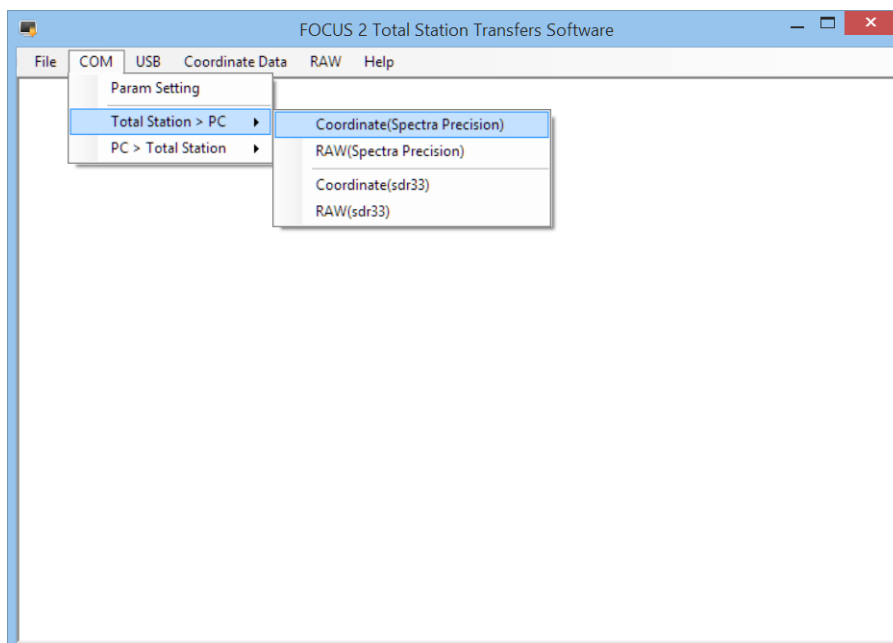 FOCUS 2 Total Station Transfers Software
File COM USB Coordinate Data RAW Help
Param Setting
Total Station > PC
PC > Total Station
Coordinate(Spectra Precision)
RAW(Spectra Precision)
Coordinate(sdr33)
RAW(sdr33)